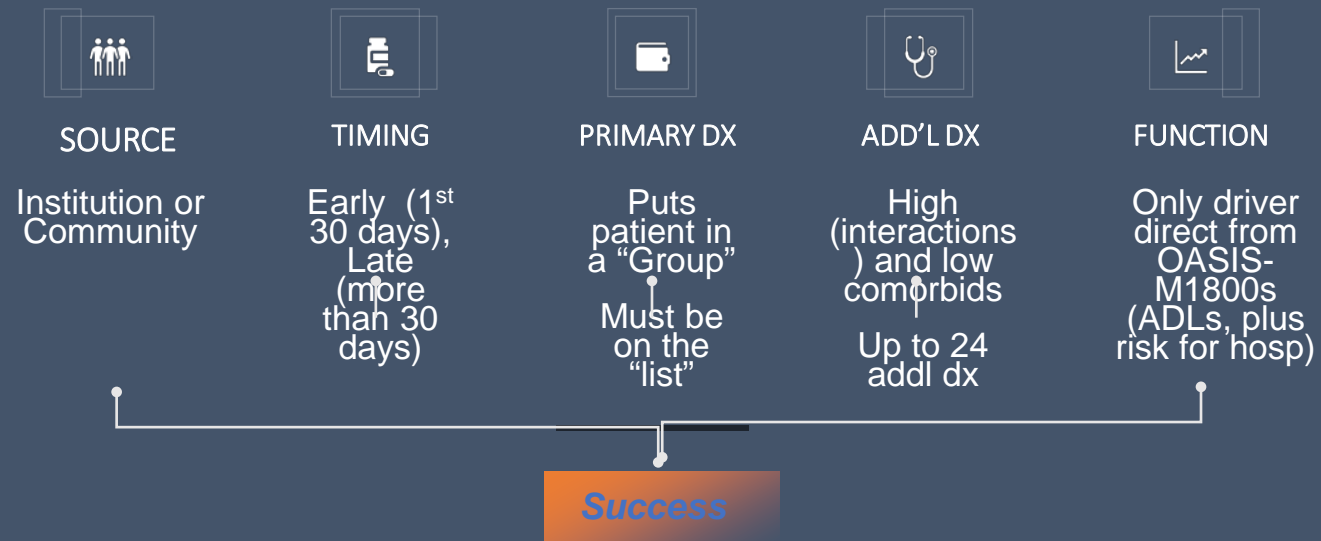 SOURCE
Institution or
Community
TIMING
Early (1st
30 days),
Late
(more
than 30
days)
PRIMARY DX
Puts
patient in
a “Group”
Must be
on the
“list”
ADD’L DX
High
(interactions
) and low
comorbids
Up to 24
addl dx
FUNCTION
Only driver
direct from
OASIS-
M1800s
(ADLs, plus
risk for hosp)
Success